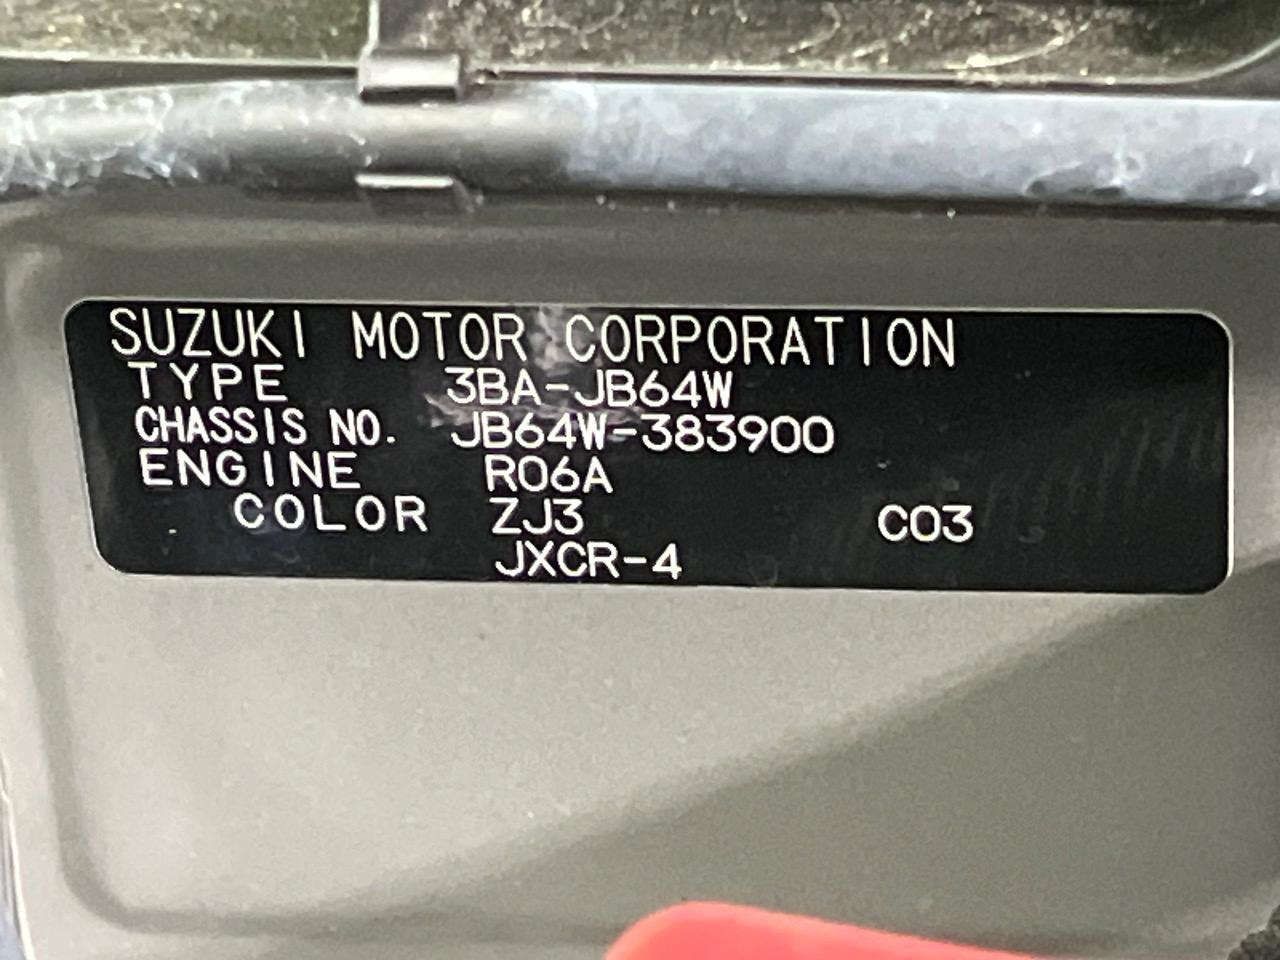 SUZUKI MOTOR CORPORATION
TYPE 3BA-JB64W
CHASSIS NO. JB64W-383900
ENGINE R06A
COLOR ZJ3 C03
JXCR-4